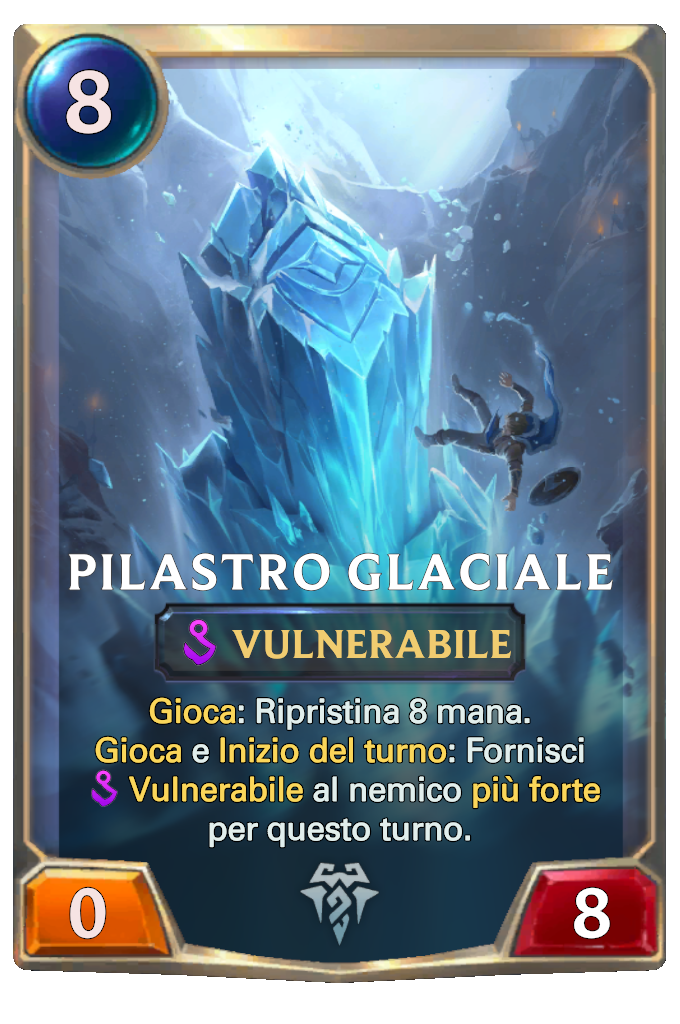 8
PILASTRO GLACIALE
VULNERABILE
Gioca: Ripristina 8 mana.
Gioca e Inizio del turno: Fornisci
Vulnerabile al nemico più forte
per questo turno.
0
8